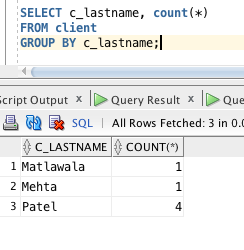 SELECT c_lastname, count(*)
FROM client
GROUP BY c_lastname;
Script Output × Query Result × Que
SQL | All Rows Fetched: 3 in 0.0
C_LASTNAME COUNT(*)
1 Matlawala 1
2 Mehta 1
3 Patel 4